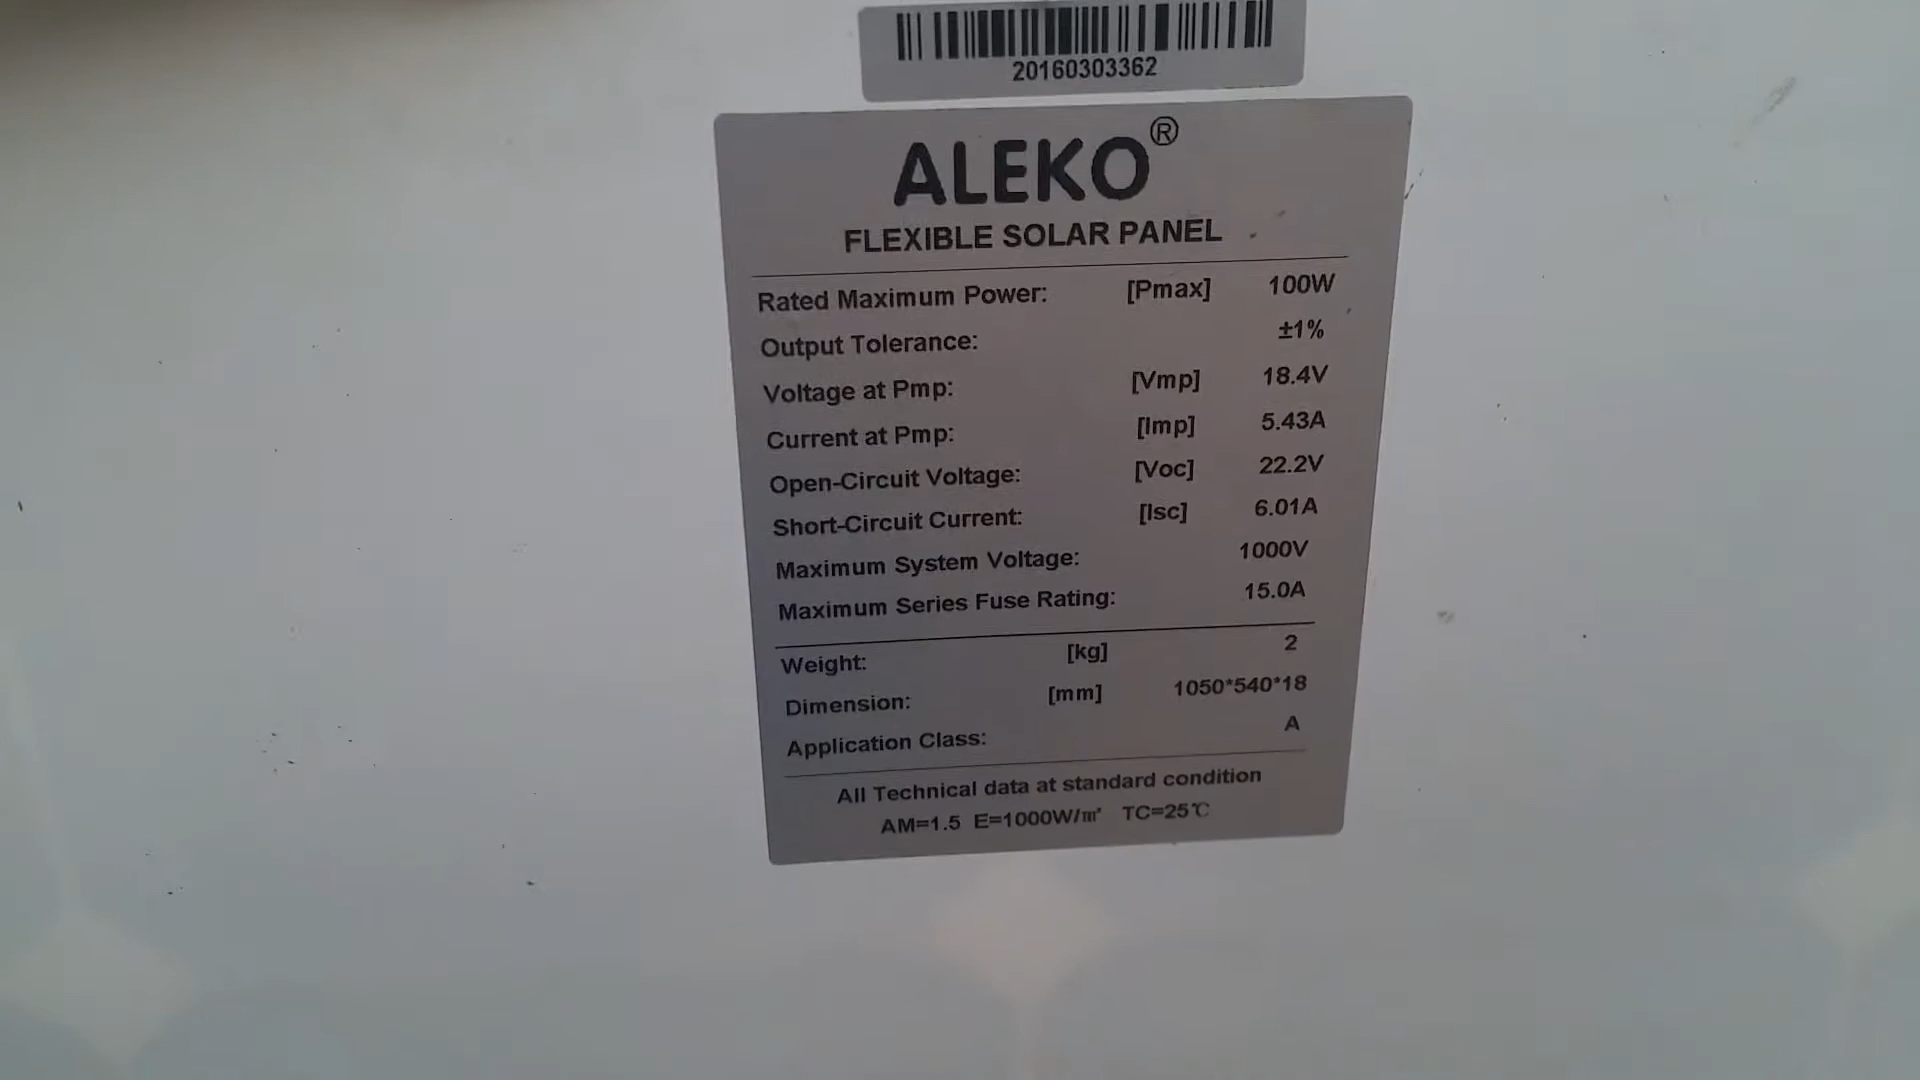 20160303362
ALEKO®
FLEXIBLE SOLAR PANEL
Rated Maximum Power: [Pmax] 100W
Output Tolerance: ±1%
Voltage at Pmp: [Vmp] 18.4V
Current at Pmp: [Imp] 5.43A
Open-Circuit Voltage: [Voc] 22.2V
Short-Circuit Current: [Isc] 6.01A
Maximum System Voltage: 1000V
Maximum Series Fuse Rating: 15.0A
Weight: [kg] 2
Dimension: [mm] 1050*540*18
Application Class: A
All Technical data at standard condition
AM=1.5 E=1000W/m² TC=25℃